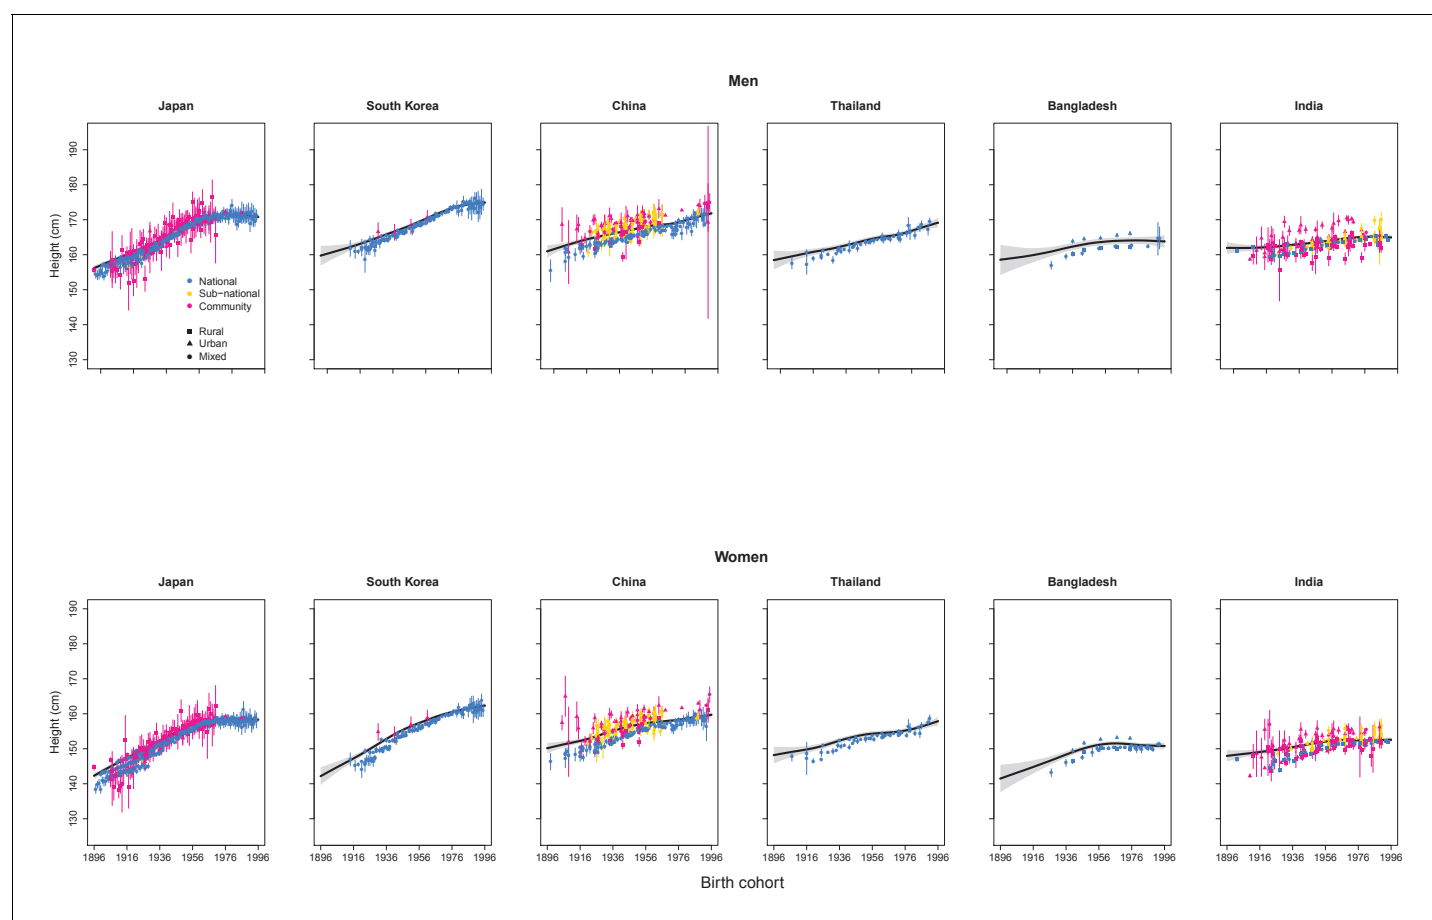 Men
Japan South Korea China Thailand Bangladesh India
190
180
170
160
150
140
130
Height (cm)
National
Sub−national
Community
Rural
Urban
Mixed
Women
Japan South Korea China Thailand Bangladesh India
190
180
170
160
150
140
130
Height (cm)
1896 1916 1936 1956 1976 1996 1896 1916 1936 1956 1976 1996 1896 1916 1936 1956 1976 1996 1896 1916 1936 1956 1976 1996 1896 1916 1936 1956 1976 1996 1896 1916 1936 1956 1976 1996
Birth cohort